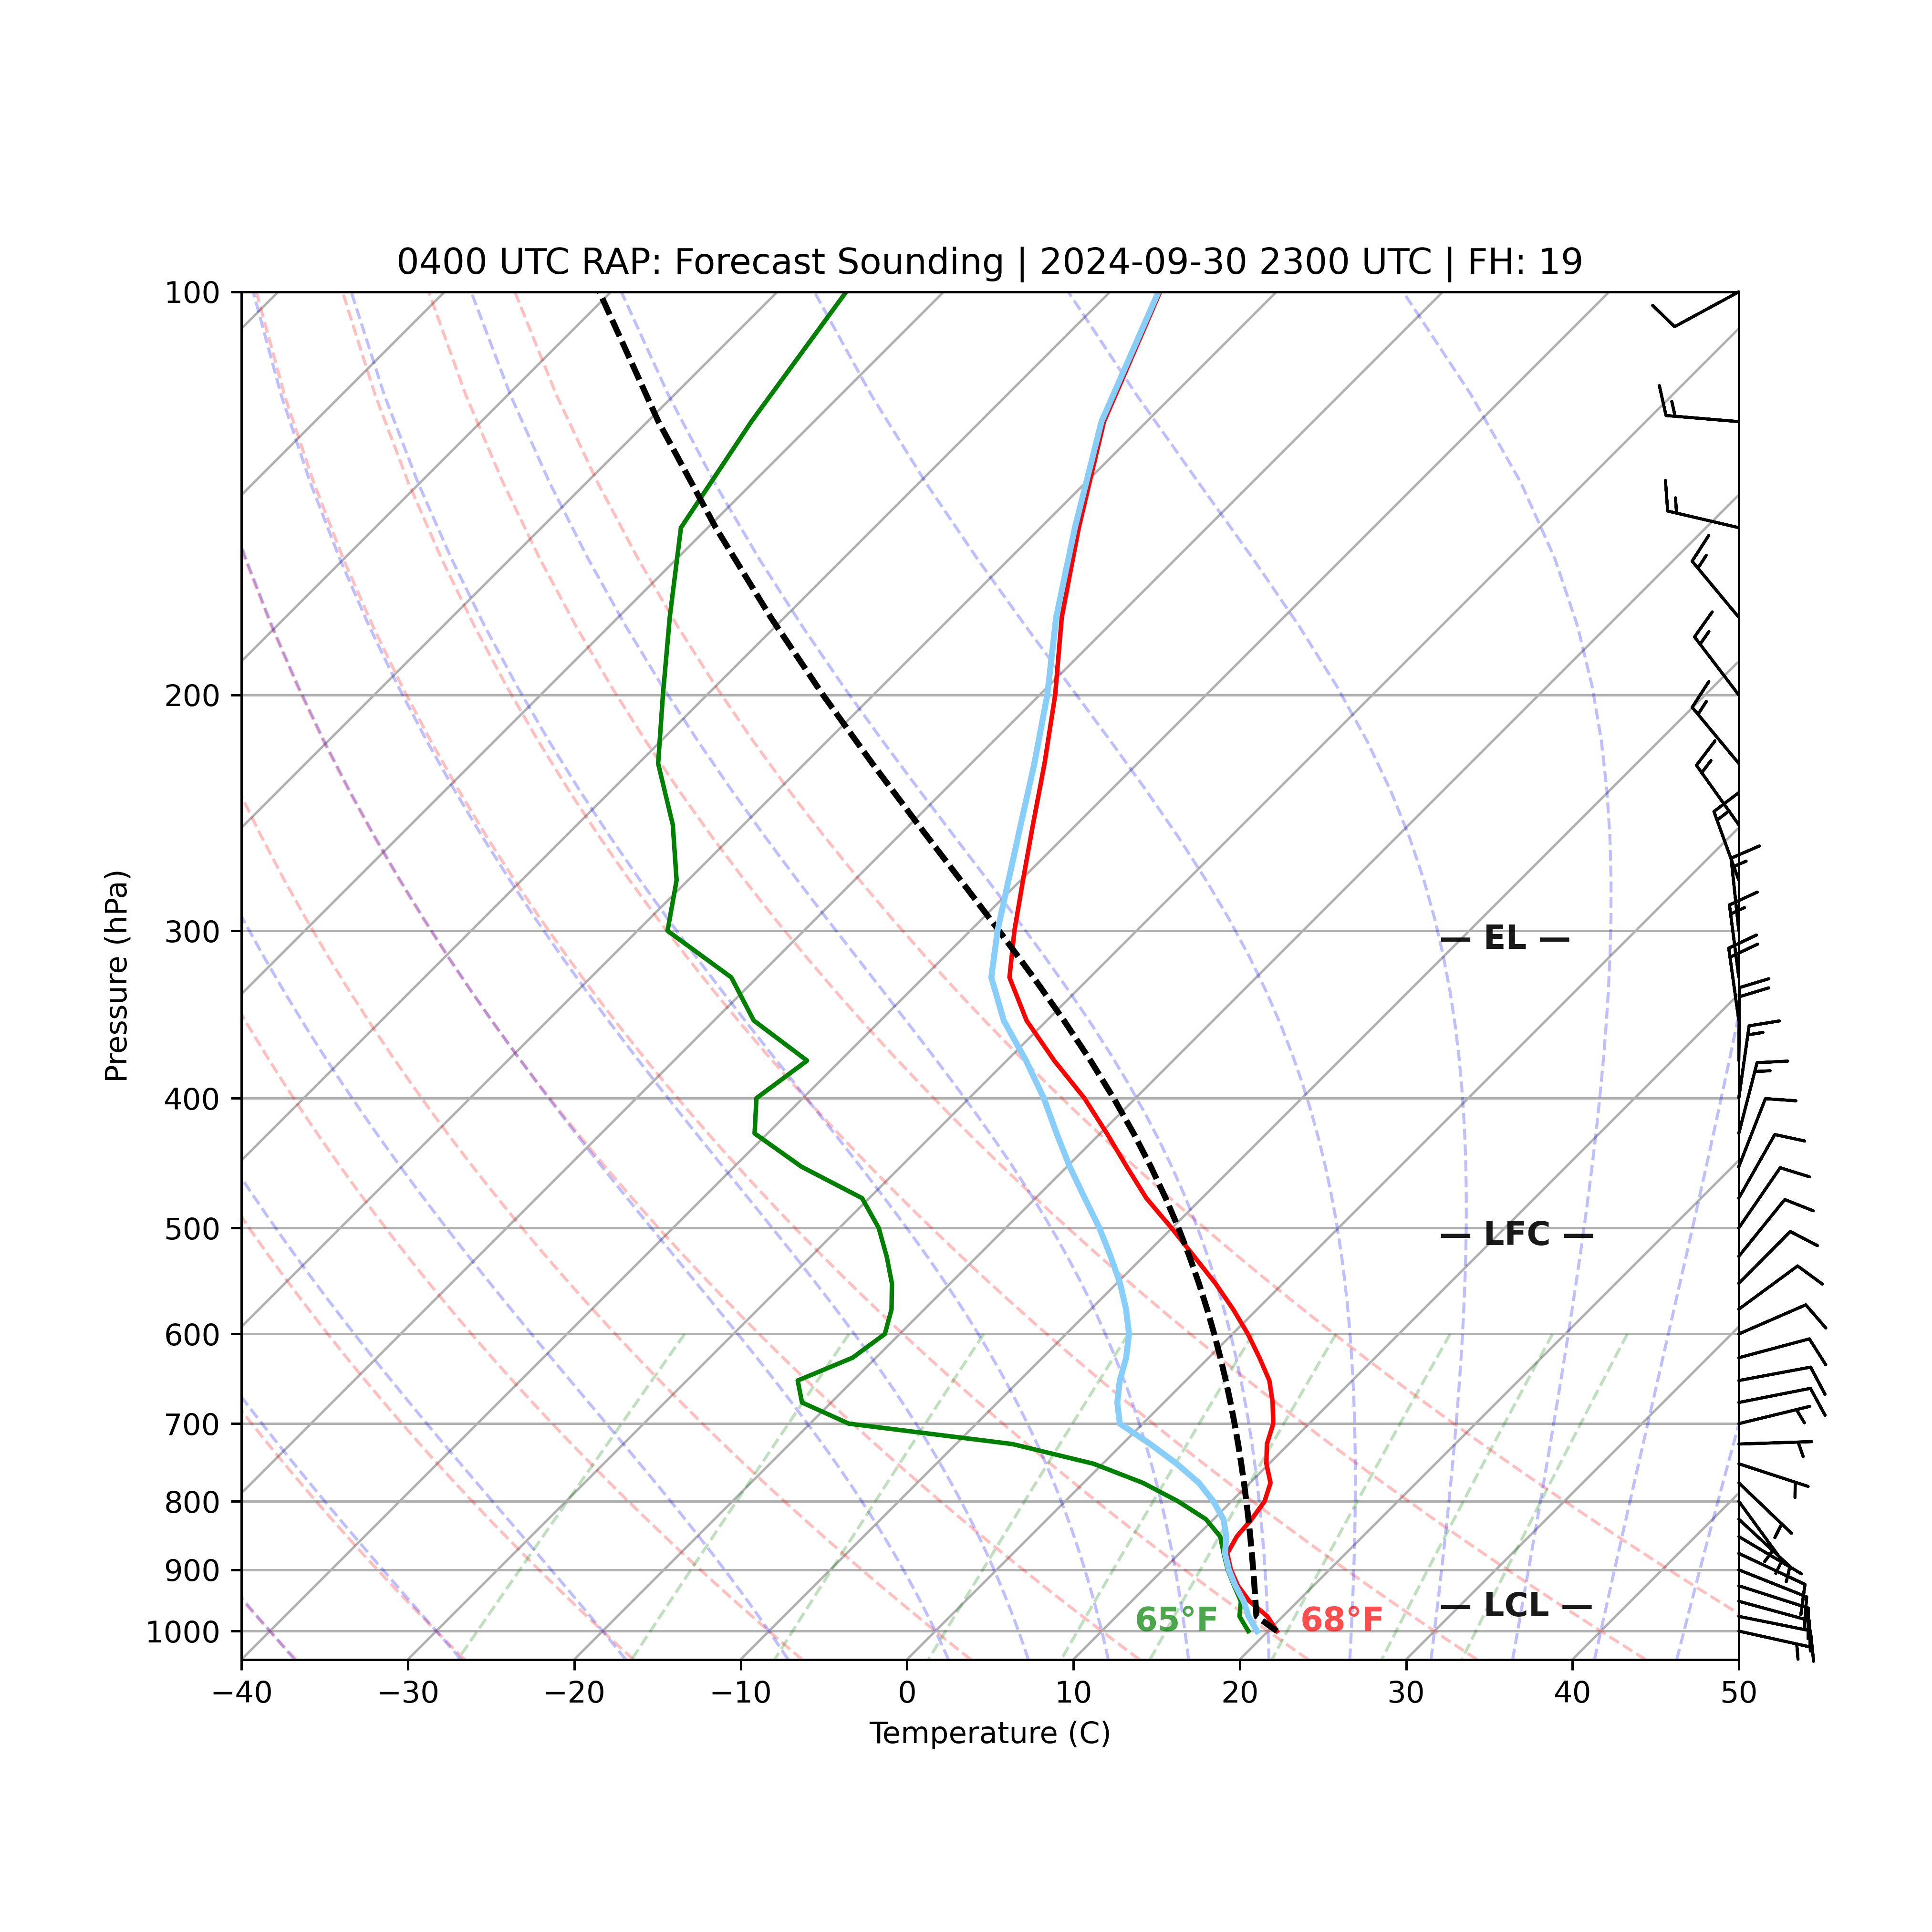 0400 UTC RAP: Forecast Sounding | 2024-09-30 2300 UTC | FH: 19
100
200
300
400
500
600
700
800
900
1000
Pressure (hPa)
— EL —
— LFC —
— LCL —
65°F
68°F
−40 −30 −20 −10 0 10 20 30 40 50
Temperature (C)